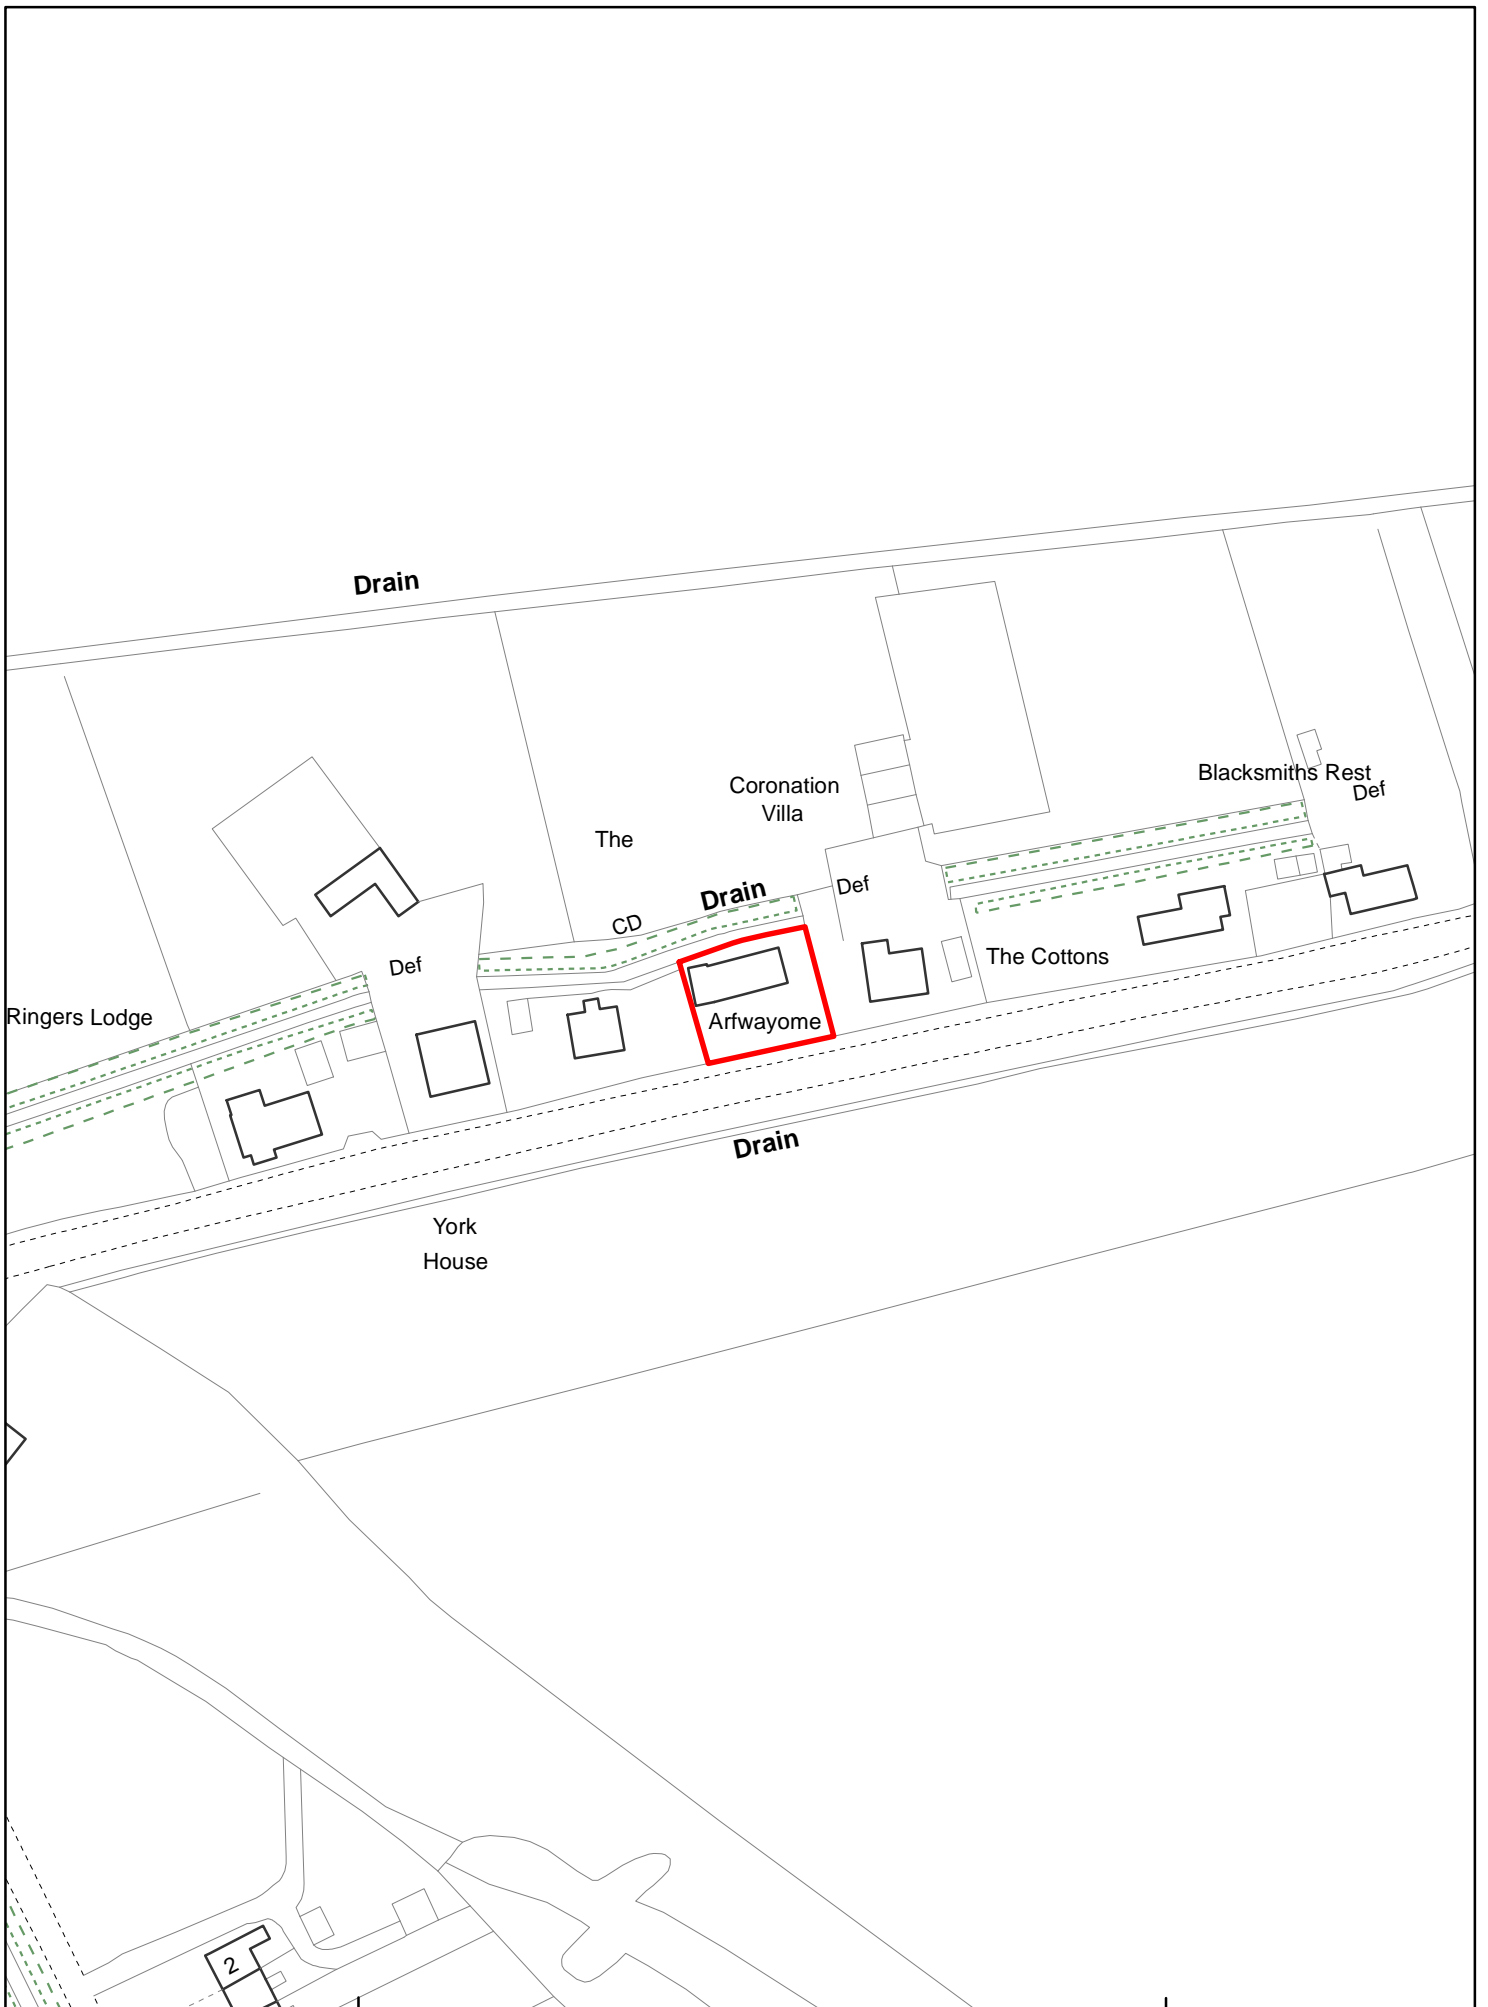 Drain
Coronation
Villa
Blacksmiths Rest
Def
The
Drain
Def
CD
The Cottons
Def
Ringers Lodge
Arfwayome
Drain
York
House
2